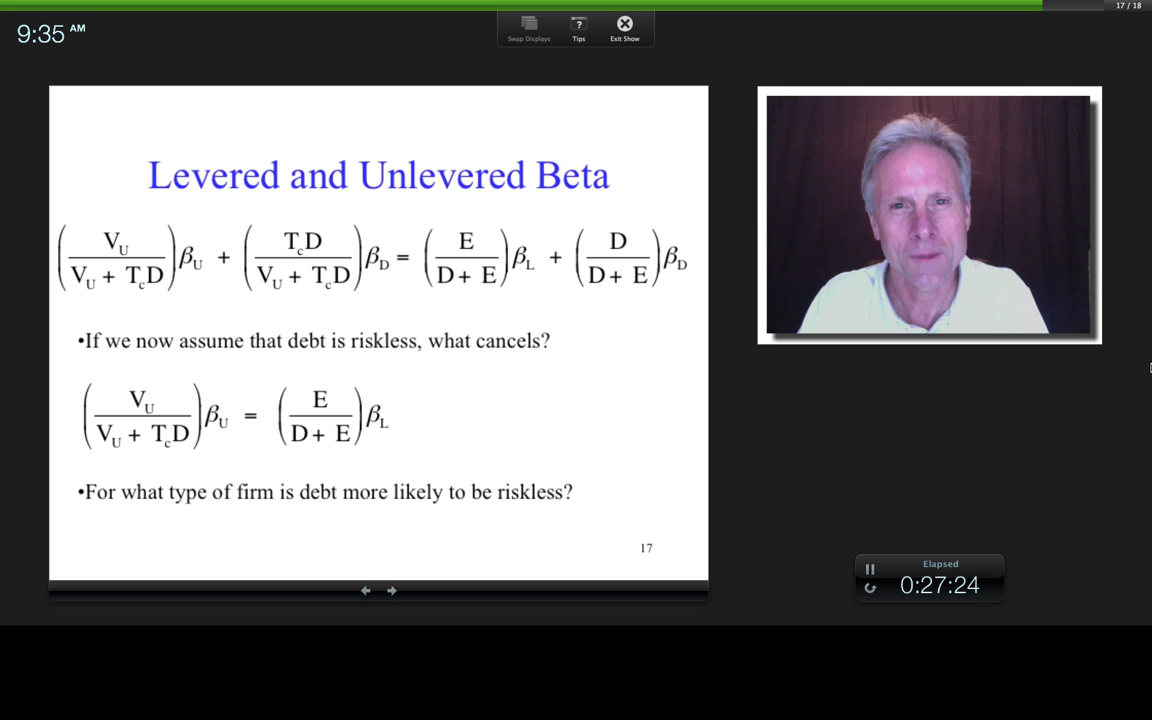 17 / 18
9:35 AM
Swap Displays
?
Tips
Exit Show
Levered and Unlevered Beta
(V_U / (V_U + T_cD)) β_U + (T_cD / (V_U + T_cD)) β_D = (E / (D + E)) β_L + (D / (D + E)) β_D
•If we now assume that debt is riskless, what cancels?
(V_U / (V_U + T_cD)) β_U = (E / (D + E)) β_L
•For what type of firm is debt more likely to be riskless?
17
Elapsed
0:27:24